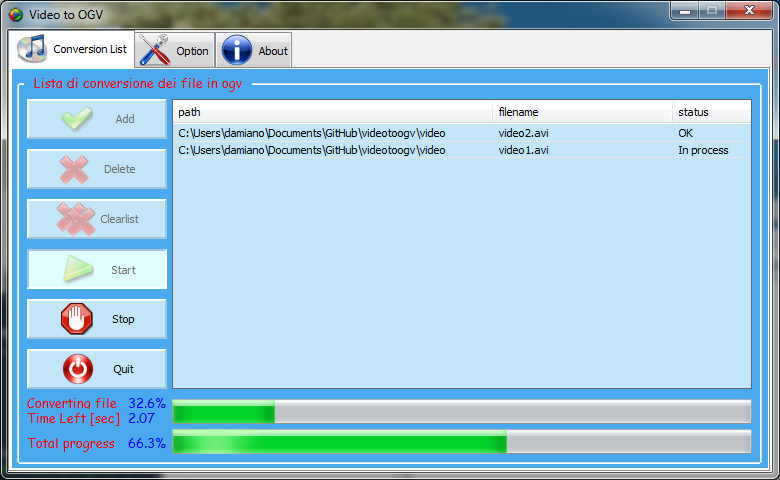 Video to OGV
Conversion List Option About
Lista di conversione dei file in ogv
Add
Delete
Clearlist
Start
Stop
Quit
path filename status
C:\Users\damiano\Documents\GitHub\videotoogv\video video2.avi OK
C:\Users\damiano\Documents\GitHub\videotoogv\video video1.avi In process
Converting file 32.6%
Time Left [sec] 2.07
Total progress 66.3%